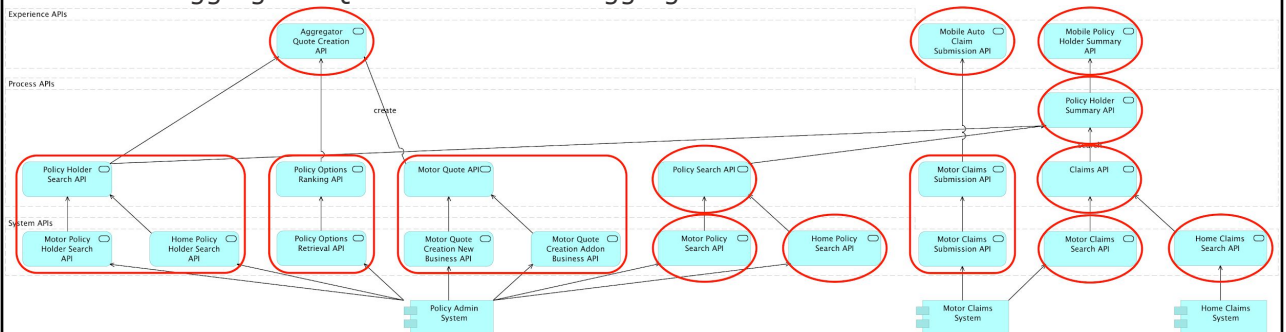 Experience APIs
Aggregator
Quote Creation
API
Mobile Auto
Claim
Submission API
Mobile Policy
Holder Summary
API
Process APIs
create
Policy Holder
Summary API
Policy Holder
Search API
Policy Options
Ranking API
Motor Quote API
Policy Search API
Motor Claims
Submission API
Claims API
System APIs
Motor Policy
Holder Search
API
Home Policy
Holder Search
API
Policy Options
Retrieval API
Motor Quote
Creation New
Business API
Motor Quote
Creation Addon
Business API
Motor Policy
Search API
Home Policy
Search API
Motor Claims
Submission API
Motor Claims
Search API
Home Claims
Search API
Policy Admin
System
Motor Claims
System
Home Claims
System